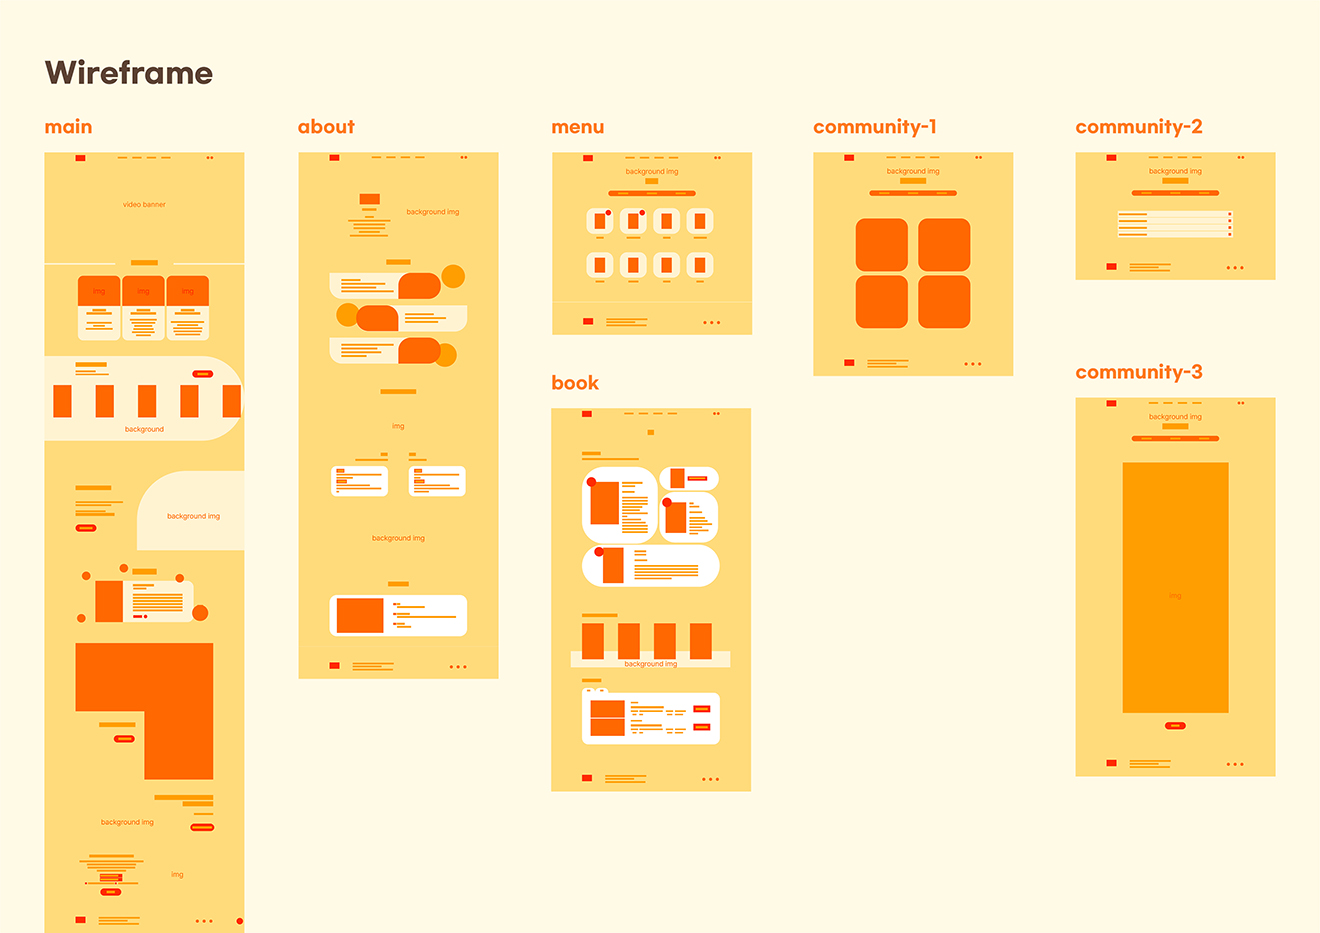 Wireframe
main
about
menu
community-1
community-2
video banner
img
img
img
background
background img
background img
img
background img
img
background img
background img
book
background img
background img
background img
community-3
background img
img